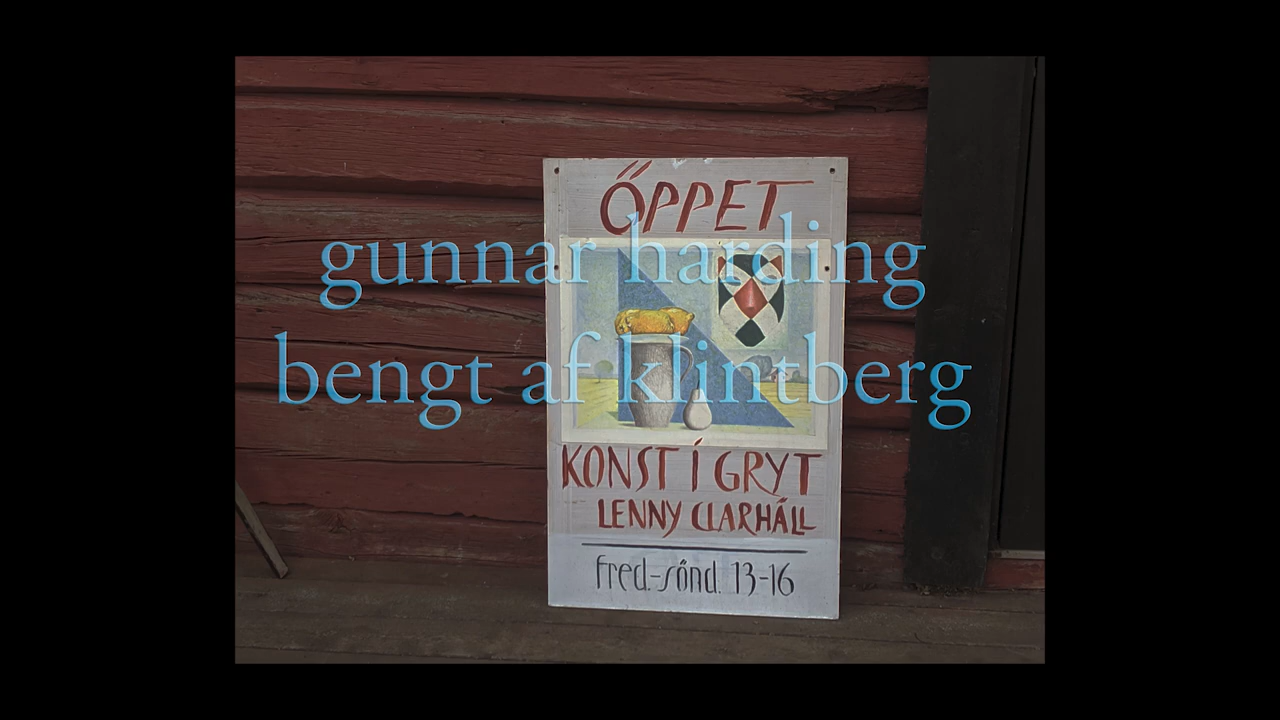 ÖPPET
gunnar harding
bengt af klintberg
KONST I GRYT
LENNY CLARHÄLL
fred.-sönd. 13-16